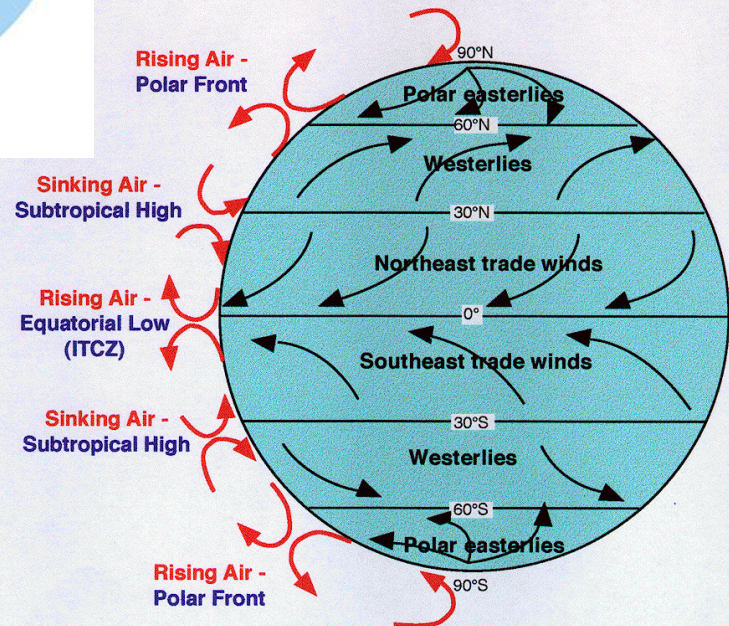 90°N
Rising Air -
Polar Front
Polar easterlies
60°N
Westerlies
Sinking Air -
Subtropical High
30°N
Northeast trade winds
Rising Air -
Equatorial Low
(ITCZ)
0°
Southeast trade winds
Sinking Air -
Subtropical High
30°S
Westerlies
60°S
Polar easterlies
Rising Air -
Polar Front
90°S